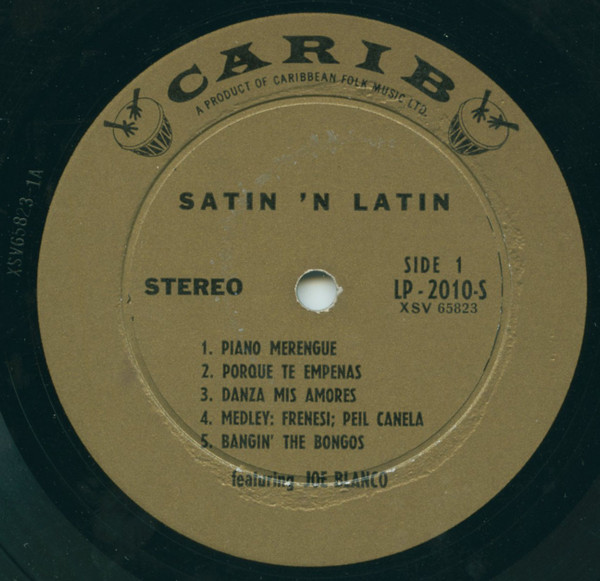 CARIB
A PRODUCT OF CARIBBEAN FOLK MUSIC LTD.
SATIN 'N LATIN
STEREO
SIDE 1
LP-2010-S
XSV 65823
1. PIANO MERENGUE
2. PORQUE TE EMPENAS
3. DANZA MIS AMORES
4. MEDLEY: FRENESI; PEIL CANELA
5. BANGIN' THE BONGOS
featuring JOE BLANCO
XSV65823-1A